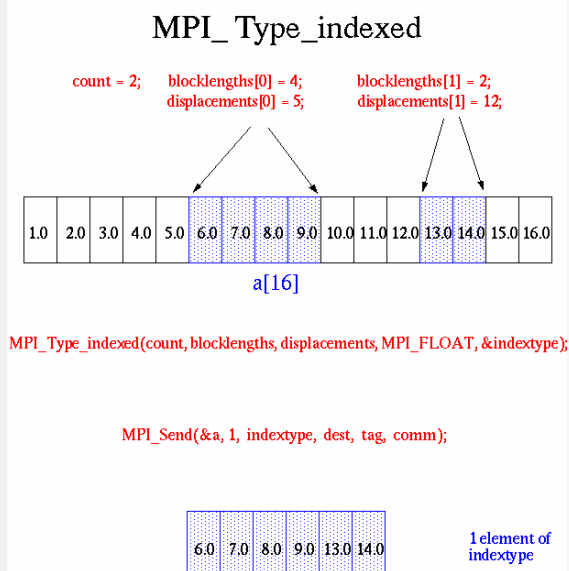 MPI_ Type_indexed
count = 2; blocklengths[0] = 4; blocklengths[1] = 2;
displacements[0] = 5; displacements[1] = 12;
1.0 2.0 3.0 4.0 5.0 6.0 7.0 8.0 9.0 10.0 11.0 12.0 13.0 14.0 15.0 16.0
a[16]
MPI_Type_indexed(count, blocklengths, displacements, MPI_FLOAT, &indextype);
MPI_Send(&a, 1, indextype, dest, tag, comm);
6.0 7.0 8.0 9.0 13.0 14.0
1 element of
indextype